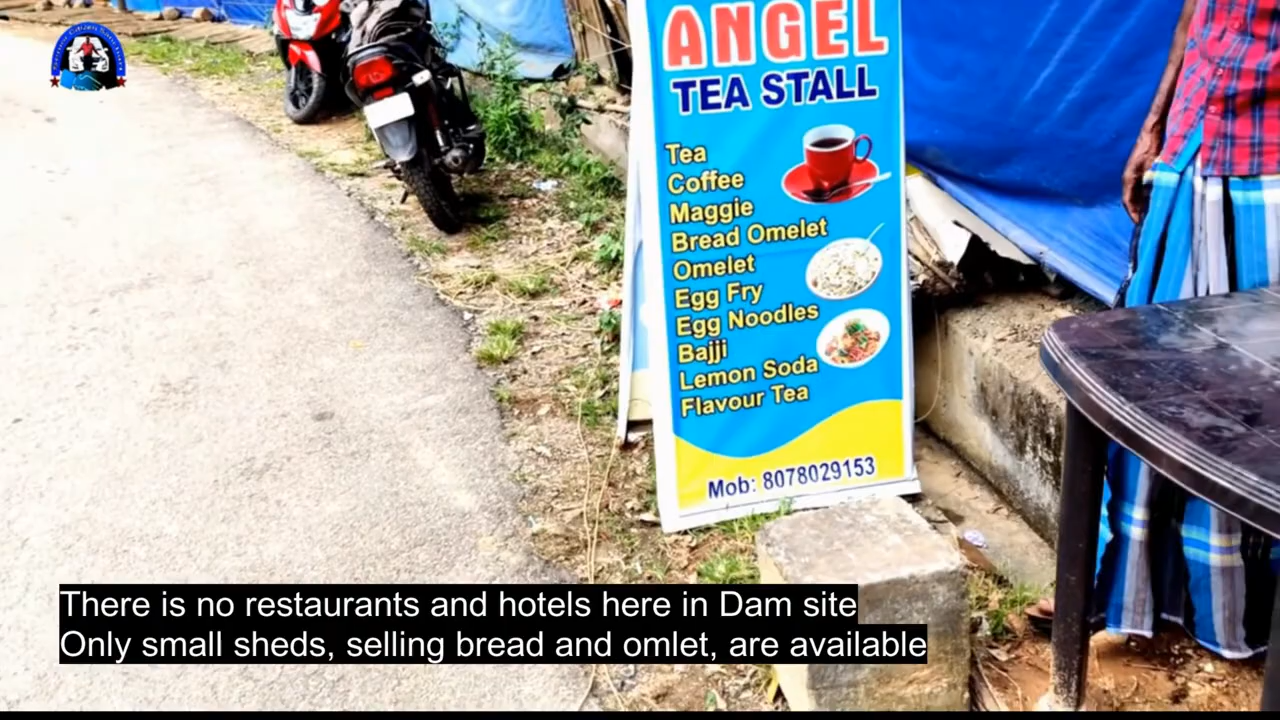 ANGEL
TEA STALL
Tea
Coffee
Maggie
Bread Omelet
Omelet
Egg Fry
Egg Noodles
Bajji
Lemon Soda
Flavour Tea
Mob: 8078029153
There is no restaurants and hotels here in Dam site
Only small sheds, selling bread and omlet, are available